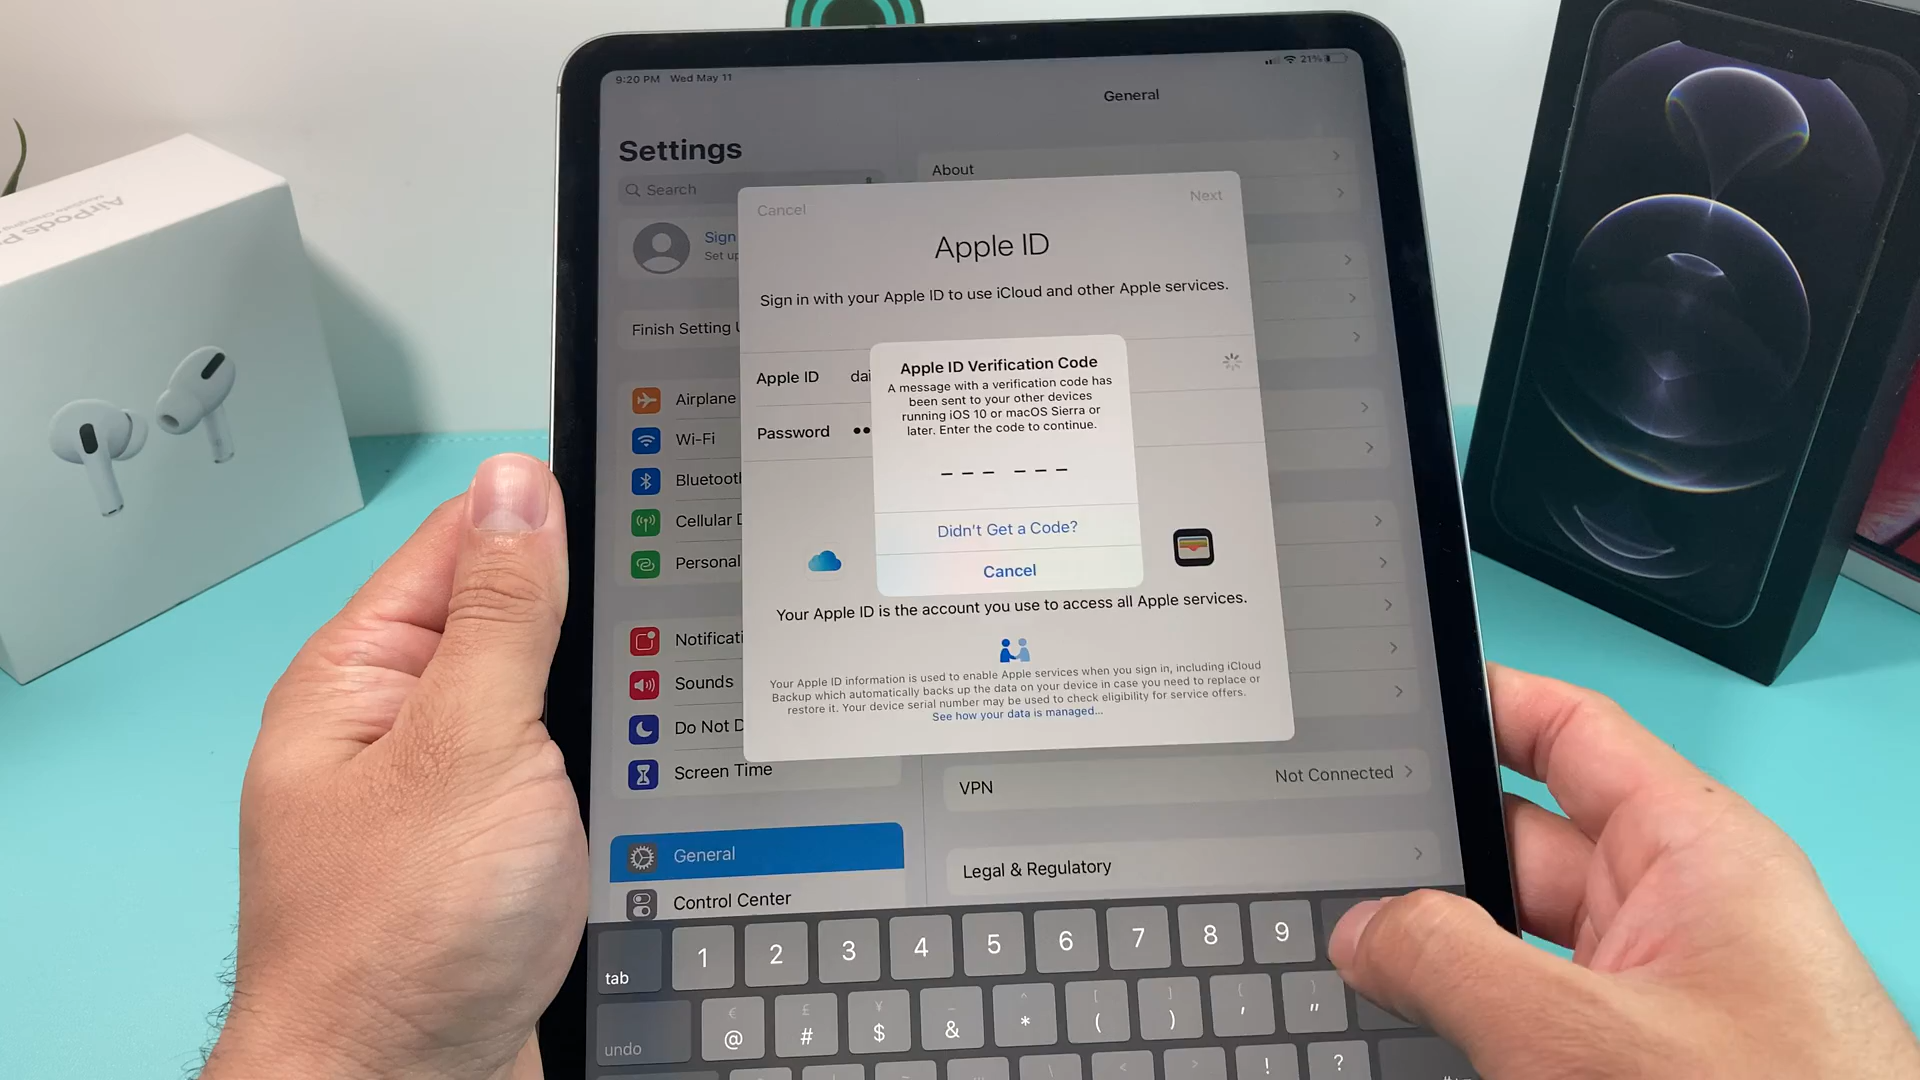 AirPods P
9:20 PM Wed May 11
21%
Settings
Search
Sign
Set up
Finish Setting U
Airplane
Wi-Fi
Bluetoot
Cellular D
Personal
Notificati
Sounds
Do Not D
Screen Time
General
Control Center
General
About
VPN
Not Connected
Legal & Regulatory
Cancel
Next
Apple ID
Sign in with your Apple ID to use iCloud and other Apple services.
Apple ID dai
Password
Apple ID Verification Code
A message with a verification code has
been sent to your other devices
running iOS 10 or macOS Sierra or
later. Enter the code to continue.
Didn't Get a Code?
Cancel
Your Apple ID is the account you use to access all Apple services.
Your Apple ID information is used to enable Apple services when you sign in, including iCloud
Backup which automatically backs up the data on your device in case you need to replace or
restore it. Your device serial number may be used to check eligibility for service offers.
See how your data is managed...
tab 1 2 3 4 5 6 7 8 9
€ £ ¥ _ ^ [ ] { }
undo @ # $ & * ( ) ' "
\ < > ! ?